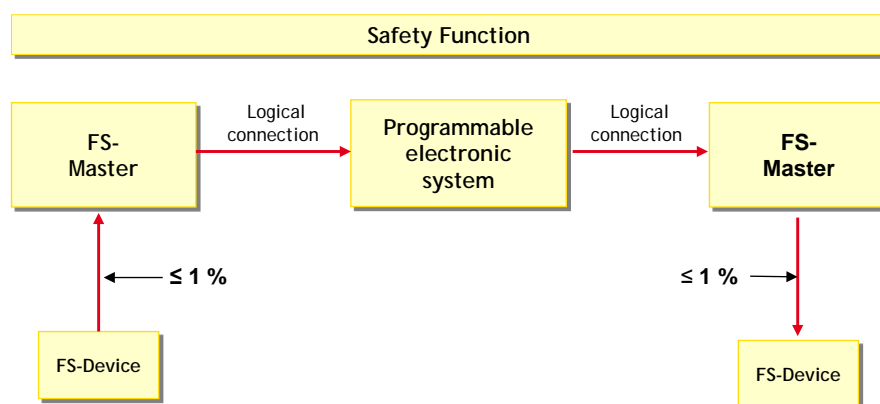 Safety Function
FS-
Master
Logical
connection
Programmable
electronic
system
Logical
connection
FS-
Master
≤ 1 %
≤ 1 %
FS-Device
FS-Device